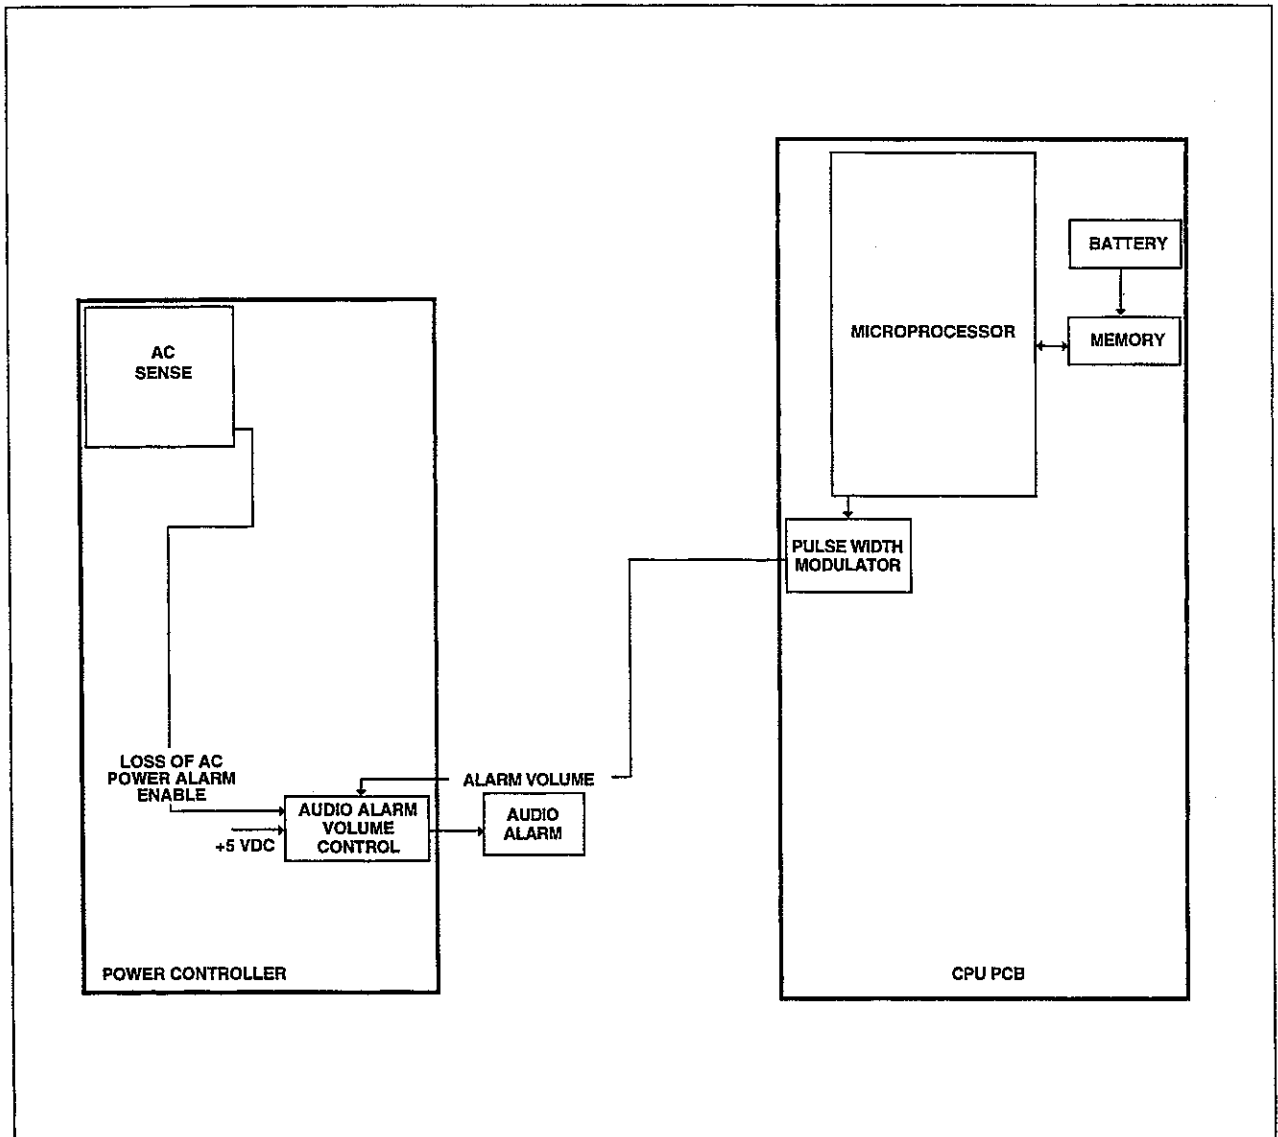 BATTERY
MICROPROCESSOR
MEMORY
AC
SENSE
PULSE WIDTH
MODULATOR
LOSS OF AC
POWER ALARM
ENABLE
ALARM VOLUME
AUDIO ALARM
VOLUME
CONTROL
AUDIO
ALARM
+5 VDC
POWER CONTROLLER
CPU PCB